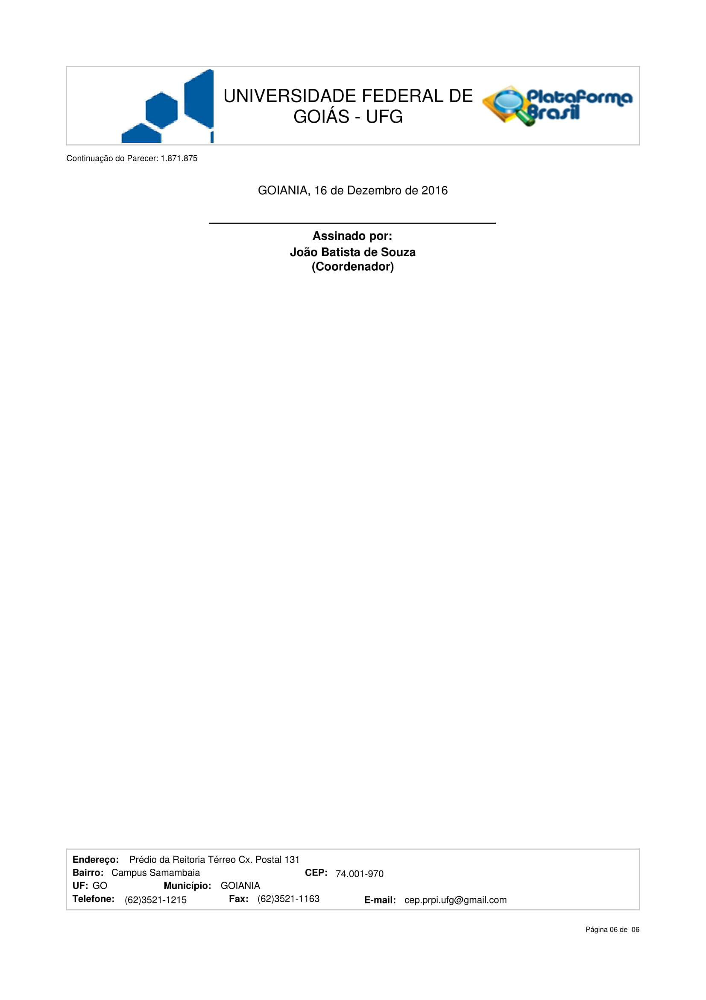 UNIVERSIDADE FEDERAL DE
GOIÁS - UFG
Plataforma
Brasil
Continuação do Parecer: 1.871.875
GOIANIA, 16 de Dezembro de 2016
Assinado por:
João Batista de Souza
(Coordenador)
Endereço: Prédio da Reitoria Térreo Cx. Postal 131
Bairro: Campus Samambaia CEP: 74.001-970
UF: GO Município: GOIANIA
Telefone: (62)3521-1215 Fax: (62)3521-1163 E-mail: cep.prpi.ufg@gmail.com
Página 06 de 06